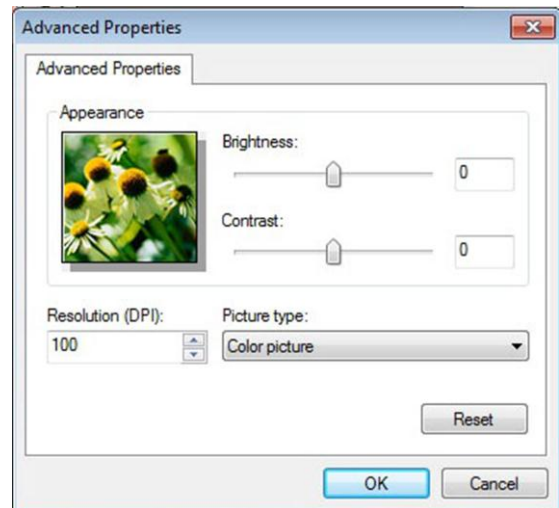 Advanced Properties
Advanced Properties
Appearance
Brightness:
0
Contrast:
0
Resolution (DPI):
100
Picture type:
Color picture
Reset
OK
Cancel